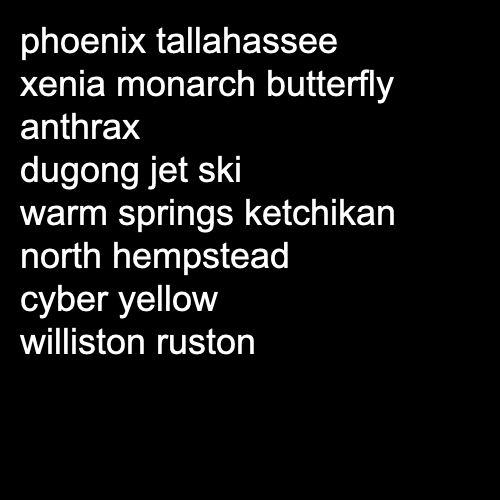 phoenix tallahassee
xenia monarch butterfly
anthrax
dugong jet ski
warm springs ketchikan
north hempstead
cyber yellow
williston ruston